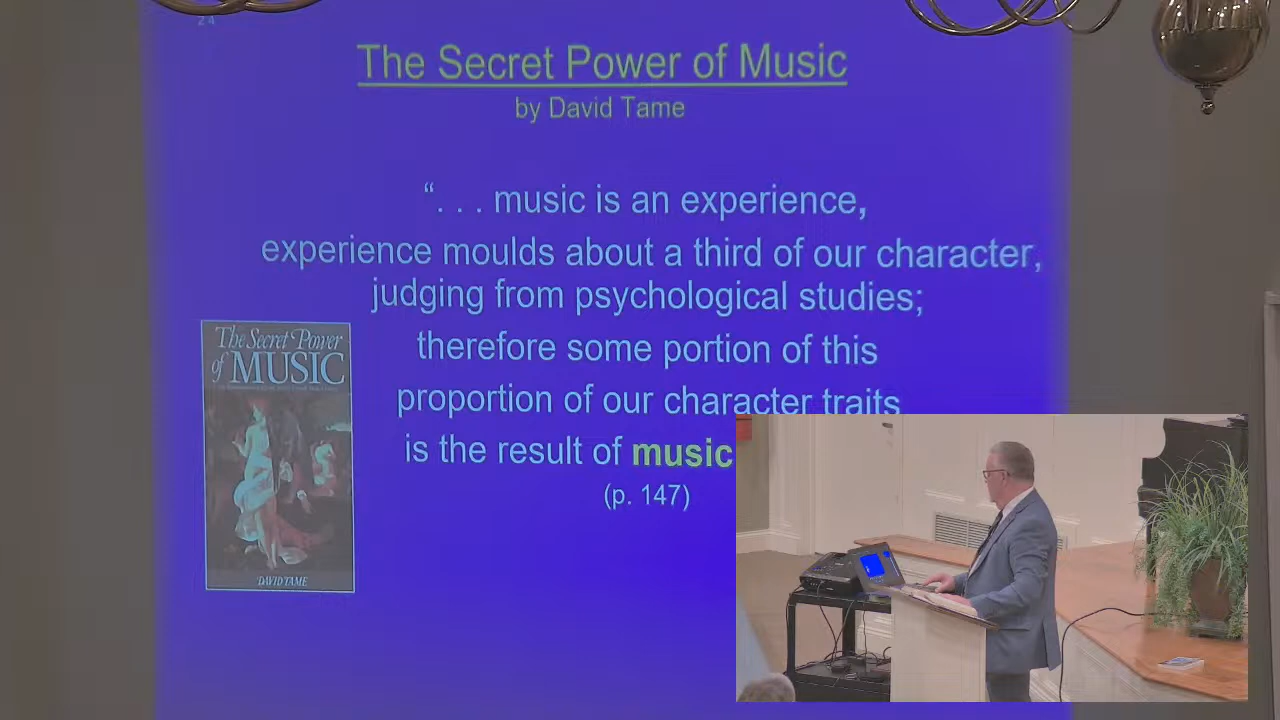 24
The Secret Power of Music
by David Tame
“. . . music is an experience,
experience moulds about a third of our character,
judging from psychological studies;
therefore some portion of this
proportion of our character traits
is the result of music
(p. 147)
The Secret Power
of MUSIC
DAVID TAME